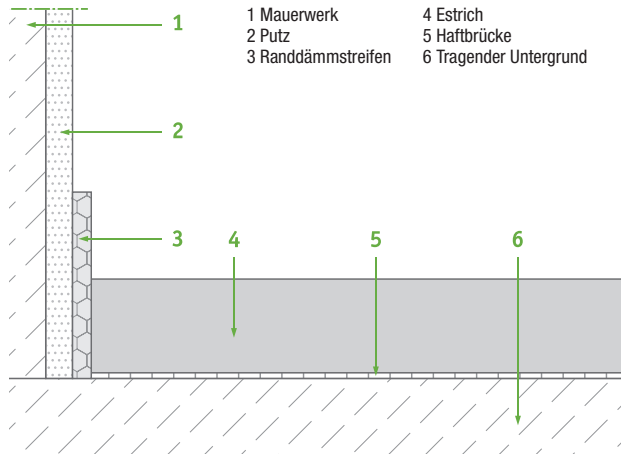 1 Mauerwerk
2 Putz
3 Randdämmstreifen
4 Estrich
5 Haftbrücke
6 Tragender Untergrund
1
2
3
4
5
6